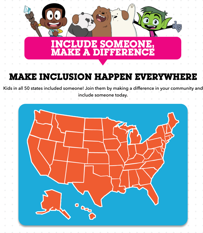 INCLUDE SOMEONE,
MAKE A DIFFERENCE
MAKE INCLUSION HAPPEN EVERYWHERE
Kids in all 50 states included someone! Join them by making a difference in your community and
include someone today.